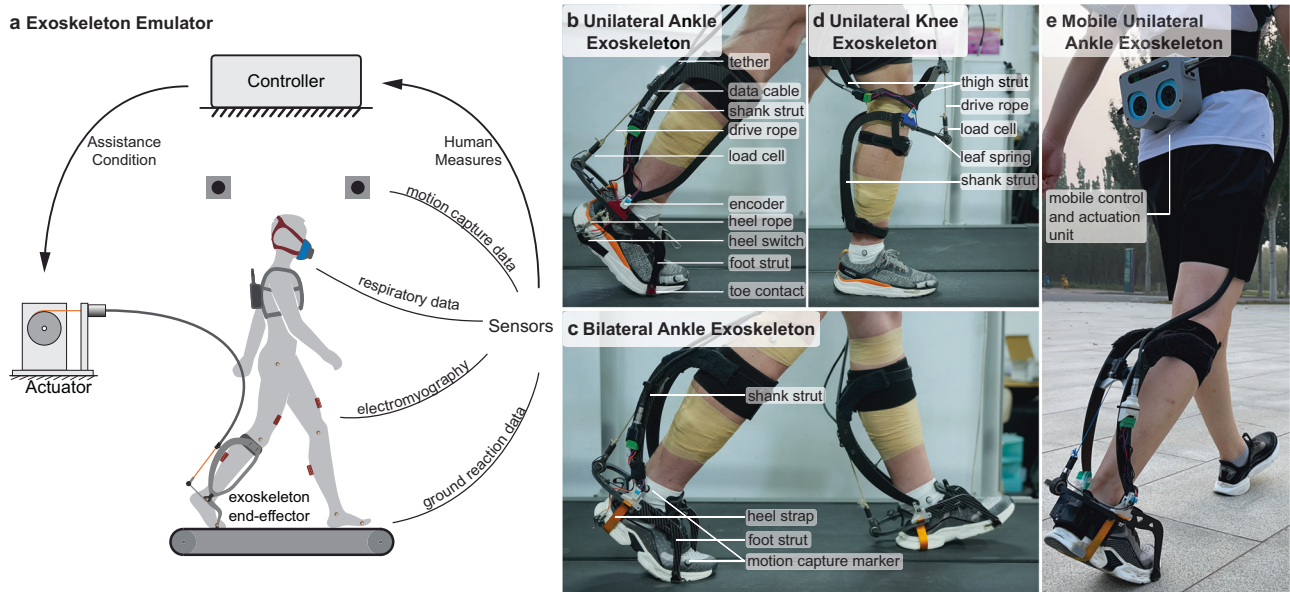 a Exoskeleton Emulator
Controller
Assistance
Condition
Human
Measures
motion capture data
respiratory data
Sensors
electromyography
ground reaction data
Actuator
exoskeleton
end-effector
b Unilateral Ankle
Exoskeleton
tether
data cable
shank strut
drive rope
load cell
encoder
heel rope
heel switch
foot strut
toe contact
c Bilateral Ankle Exoskeleton
shank strut
heel strap
foot strut
motion capture marker
d Unilateral Knee
Exoskeleton
thigh strut
drive rope
load cell
leaf spring
shank strut
e Mobile Unilateral
Ankle Exoskeleton
mobile control
and actuation
unit